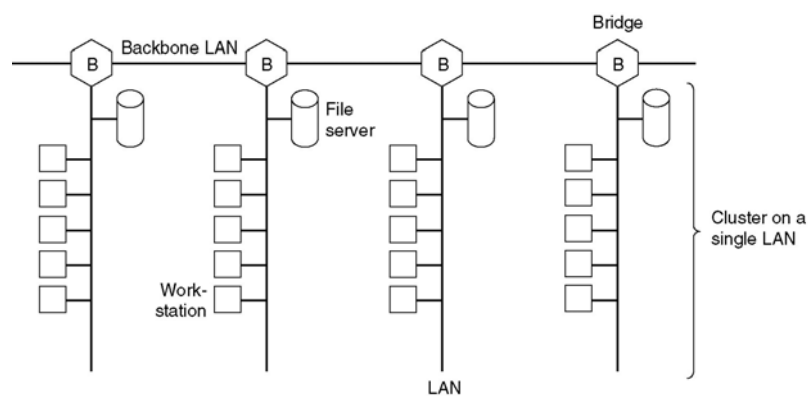 Bridge
Backbone LAN
B
B
B
B
File
server
Cluster on a
single LAN
Work-
station
LAN